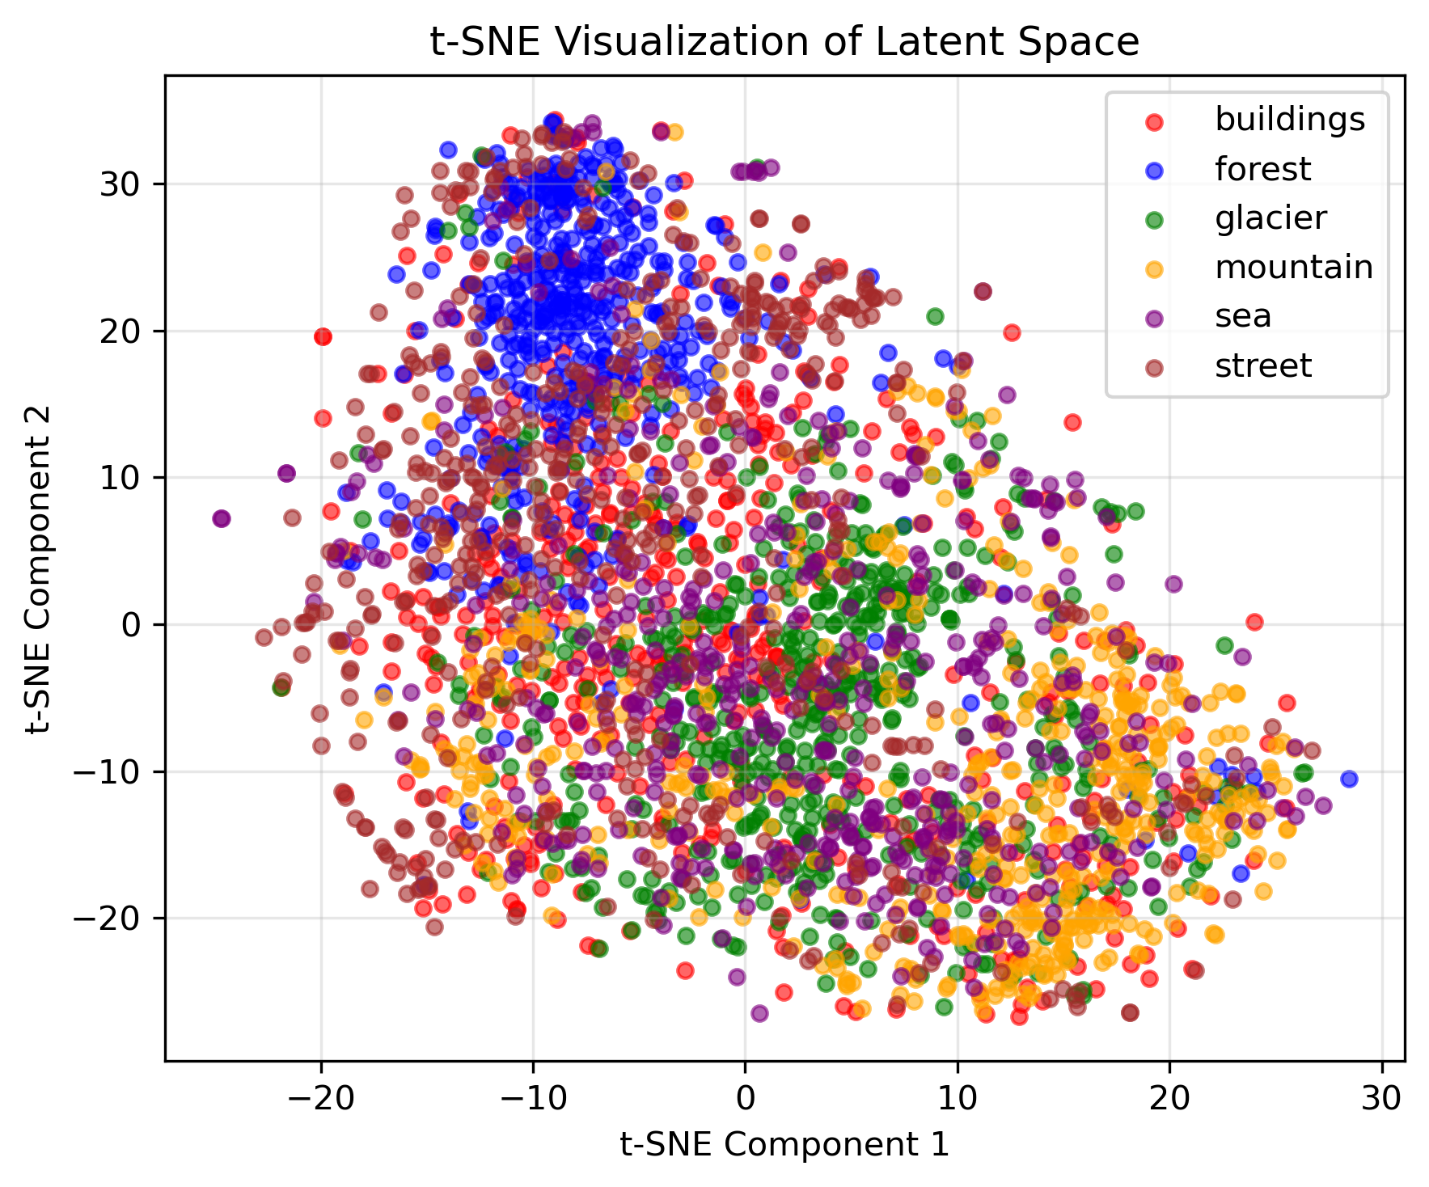 t-SNE Visualization of Latent Space
buildings
forest
glacier
mountain
sea
street
t-SNE Component 2
30
20
10
0
−10
−20
−20
−10
0
10
20
30
t-SNE Component 1